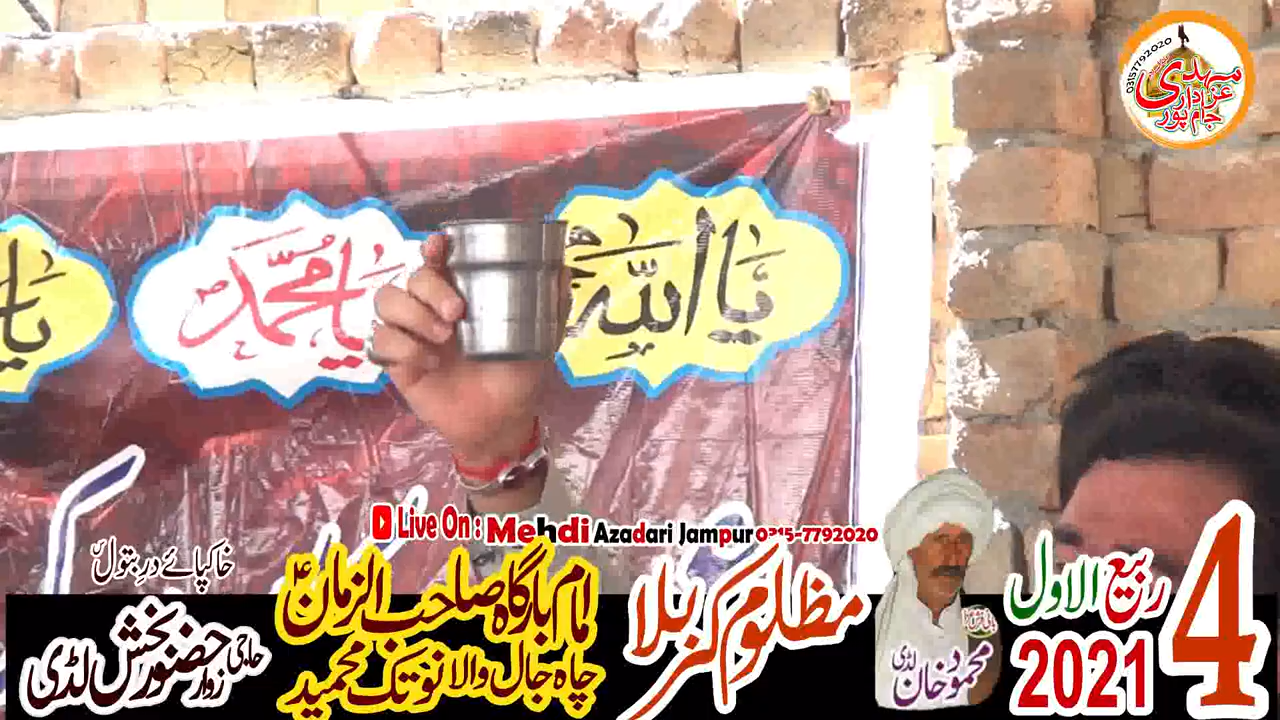 03157792020
مہدی
عزادار
جام پور
یا اللہ
یا محمد
یا
Live On : Mehdi Azadari Jampur 0315-7792020
4
ربیع الاول
2021
محمود خان لڈی
مظلوم کربلا
امام بارگاہ صاحب الزمان
چاہ جال والا نوتک محمید
خاکپائے در بتول
حاجی زوار حضور بخش لڈی